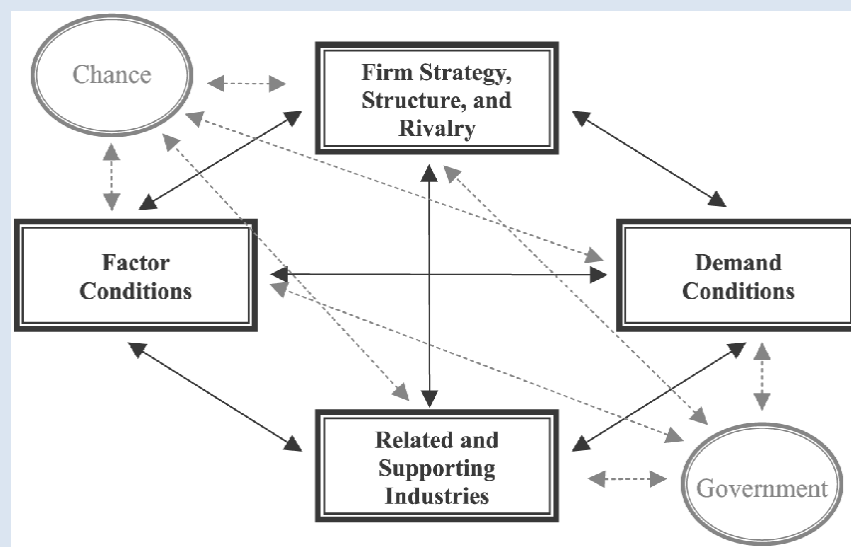 Chance
Firm Strategy,
Structure, and
Rivalry
Factor
Conditions
Demand
Conditions
Related and
Supporting
Industries
Government